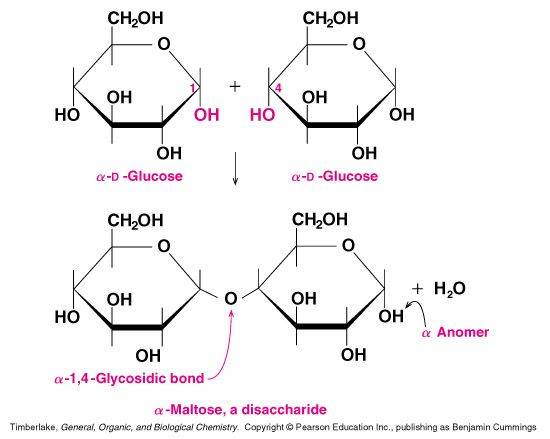 CH₂OH CH₂OH
O O
1 + 4
OH OH
HO OH HO OH
OH OH
α-D -Glucose α-D -Glucose
CH₂OH CH₂OH
O O
+ H₂O
OH O OH
HO OH
α Anomer
OH OH
α-1,4-Glycosidic bond
α-Maltose, a disaccharide
Timberlake, General, Organic, and Biological Chemistry. Copyright © Pearson Education Inc., publishing as Benjamin Cummings